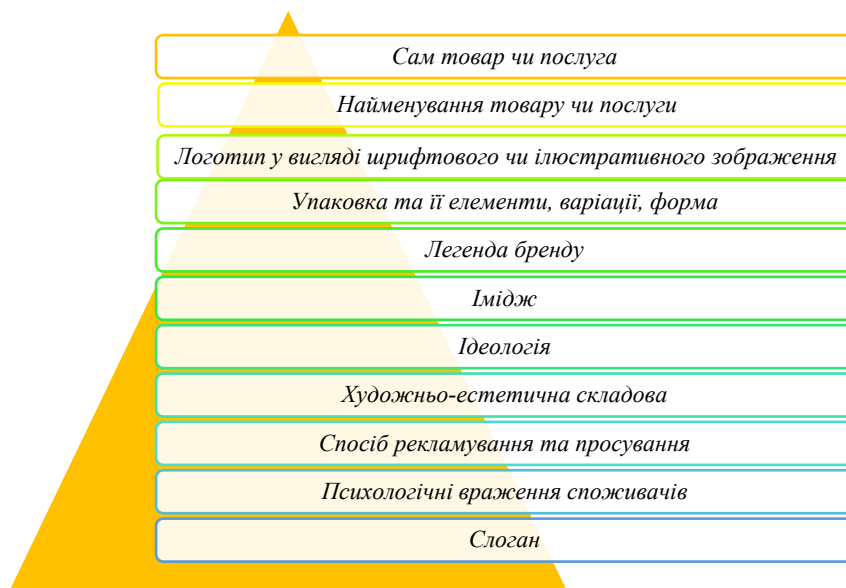 Сам товар чи послуга
Найменування товару чи послуги
Логотип у вигляді шрифтового чи ілюстративного зображення
Упаковка та її елементи, варіації, форма
Легенда бренду
Імідж
Ідеологія
Художньо-естетична складова
Спосіб рекламування та просування
Психологічні враження споживачів
Слоган